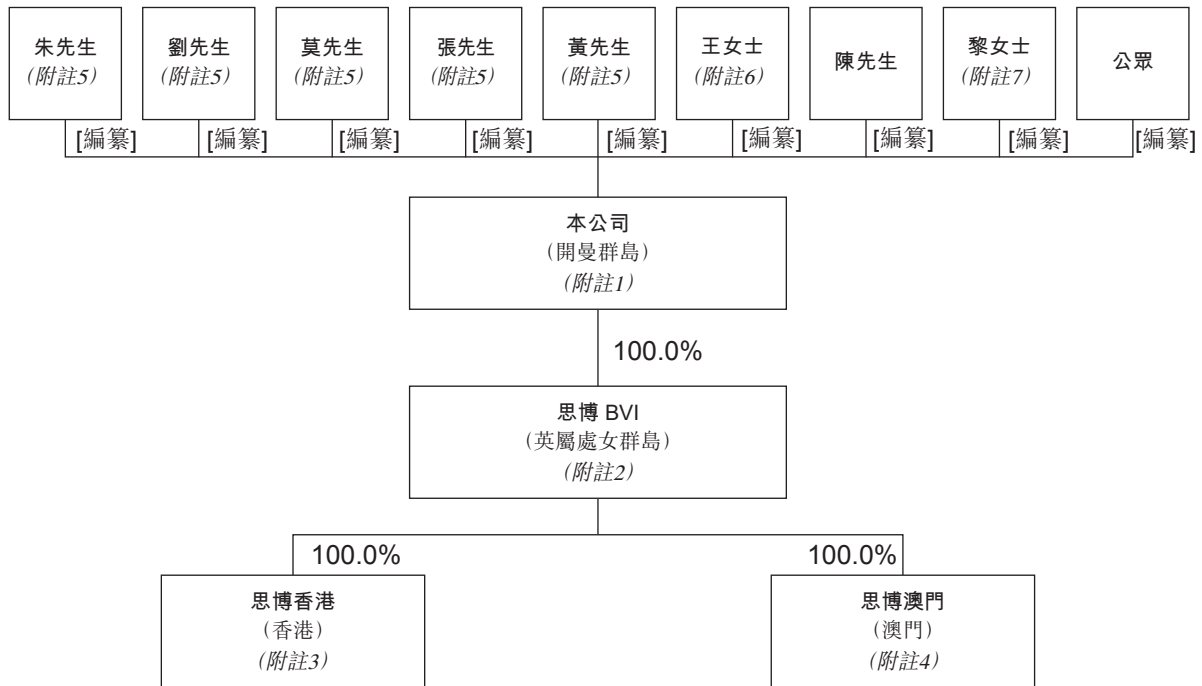 朱先生
(附註5)
劉先生
(附註5)
莫先生
(附註5)
張先生
(附註5)
黃先生
(附註5)
王女士
(附註6)
陳先生
黎女士
(附註7)
公眾
[編纂]
[編纂]
[編纂]
[編纂]
[編纂]
[編纂]
[編纂]
[編纂]
[編纂]
本公司
(開曼群島)
(附註1)
100.0%
思博 BVI
(英屬處女群島)
(附註2)
100.0%
100.0%
思博香港
(香港)
(附註3)
思博澳門
(澳門)
(附註4)